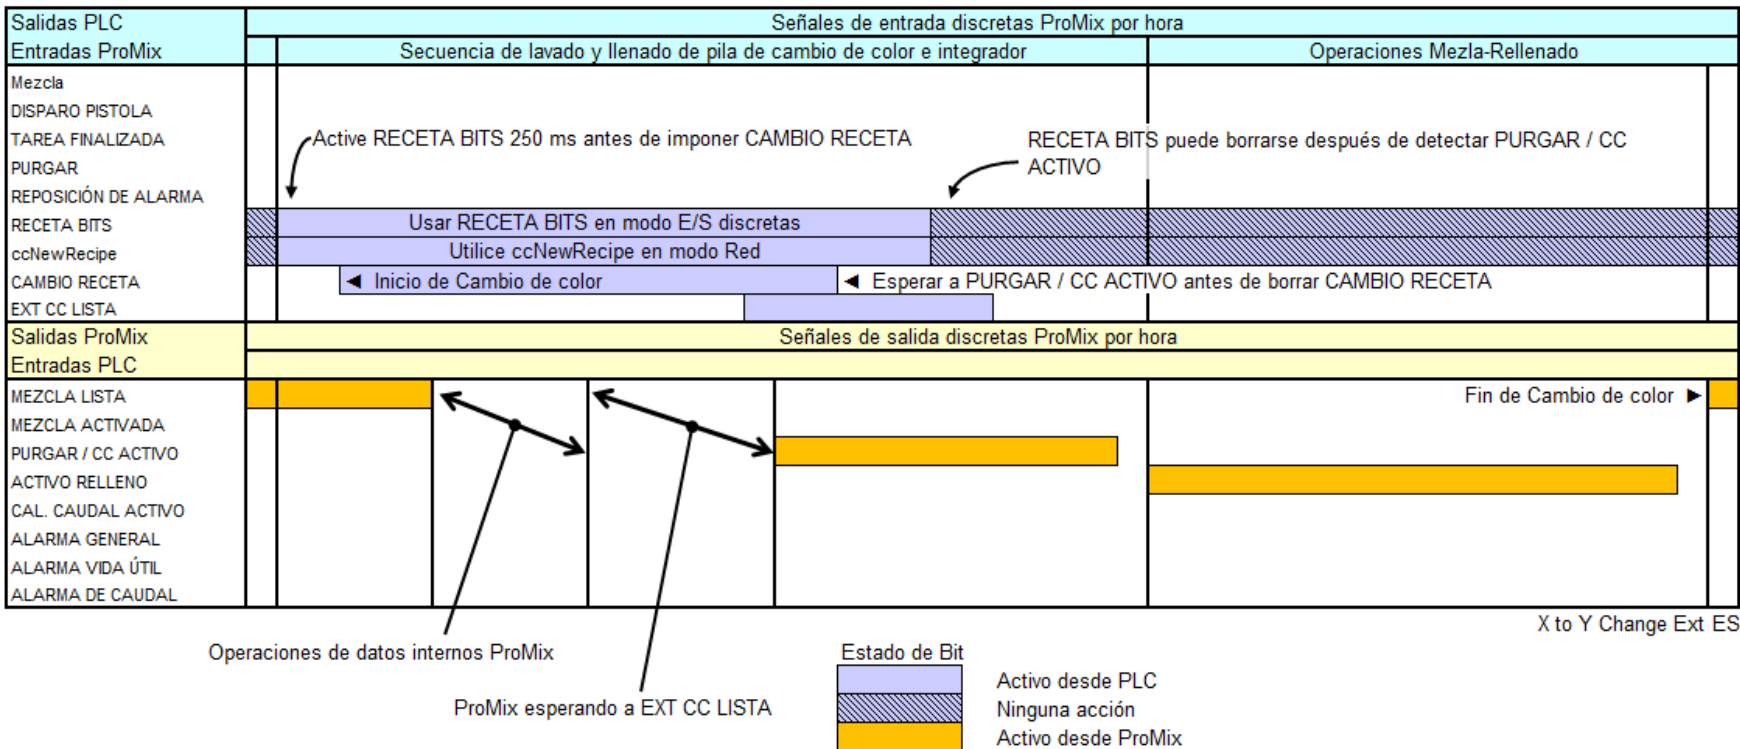 Salidas PLC
Señales de entrada discretas ProMix por hora
Entradas ProMix
Secuencia de lavado y llenado de pila de cambio de color e integrador
Operaciones Mezla-Rellenado
Mezcla
DISPARO PISTOLA
TAREA FINALIZADA
Active RECETA BITS 250 ms antes de imponer CAMBIO RECETA
RECETA BITS puede borrarse después de detectar PURGAR / CC
ACTIVO
PURGAR
REPOSICIÓN DE ALARMA
RECETA BITS
Usar RECETA BITS en modo E/S discretas
ccNewRecipe
Utilice ccNewRecipe en modo Red
CAMBIO RECETA
◄ Inicio de Cambio de color
◄ Esperar a PURGAR / CC ACTIVO antes de borrar CAMBIO RECETA
EXT CC LISTA
Salidas ProMix
Señales de salida discretas ProMix por hora
Entradas PLC
MEZCLA LISTA
Fin de Cambio de color ►
MEZCLA ACTIVADA
PURGAR / CC ACTIVO
ACTIVO RELLENO
CAL. CAUDAL ACTIVO
ALARMA GENERAL
ALARMA VIDA ÚTIL
ALARMA DE CAUDAL
X to Y Change Ext ES
Operaciones de datos internos ProMix
ProMix esperando a EXT CC LISTA
Estado de Bit
Activo desde PLC
Ninguna acción
Activo desde ProMix